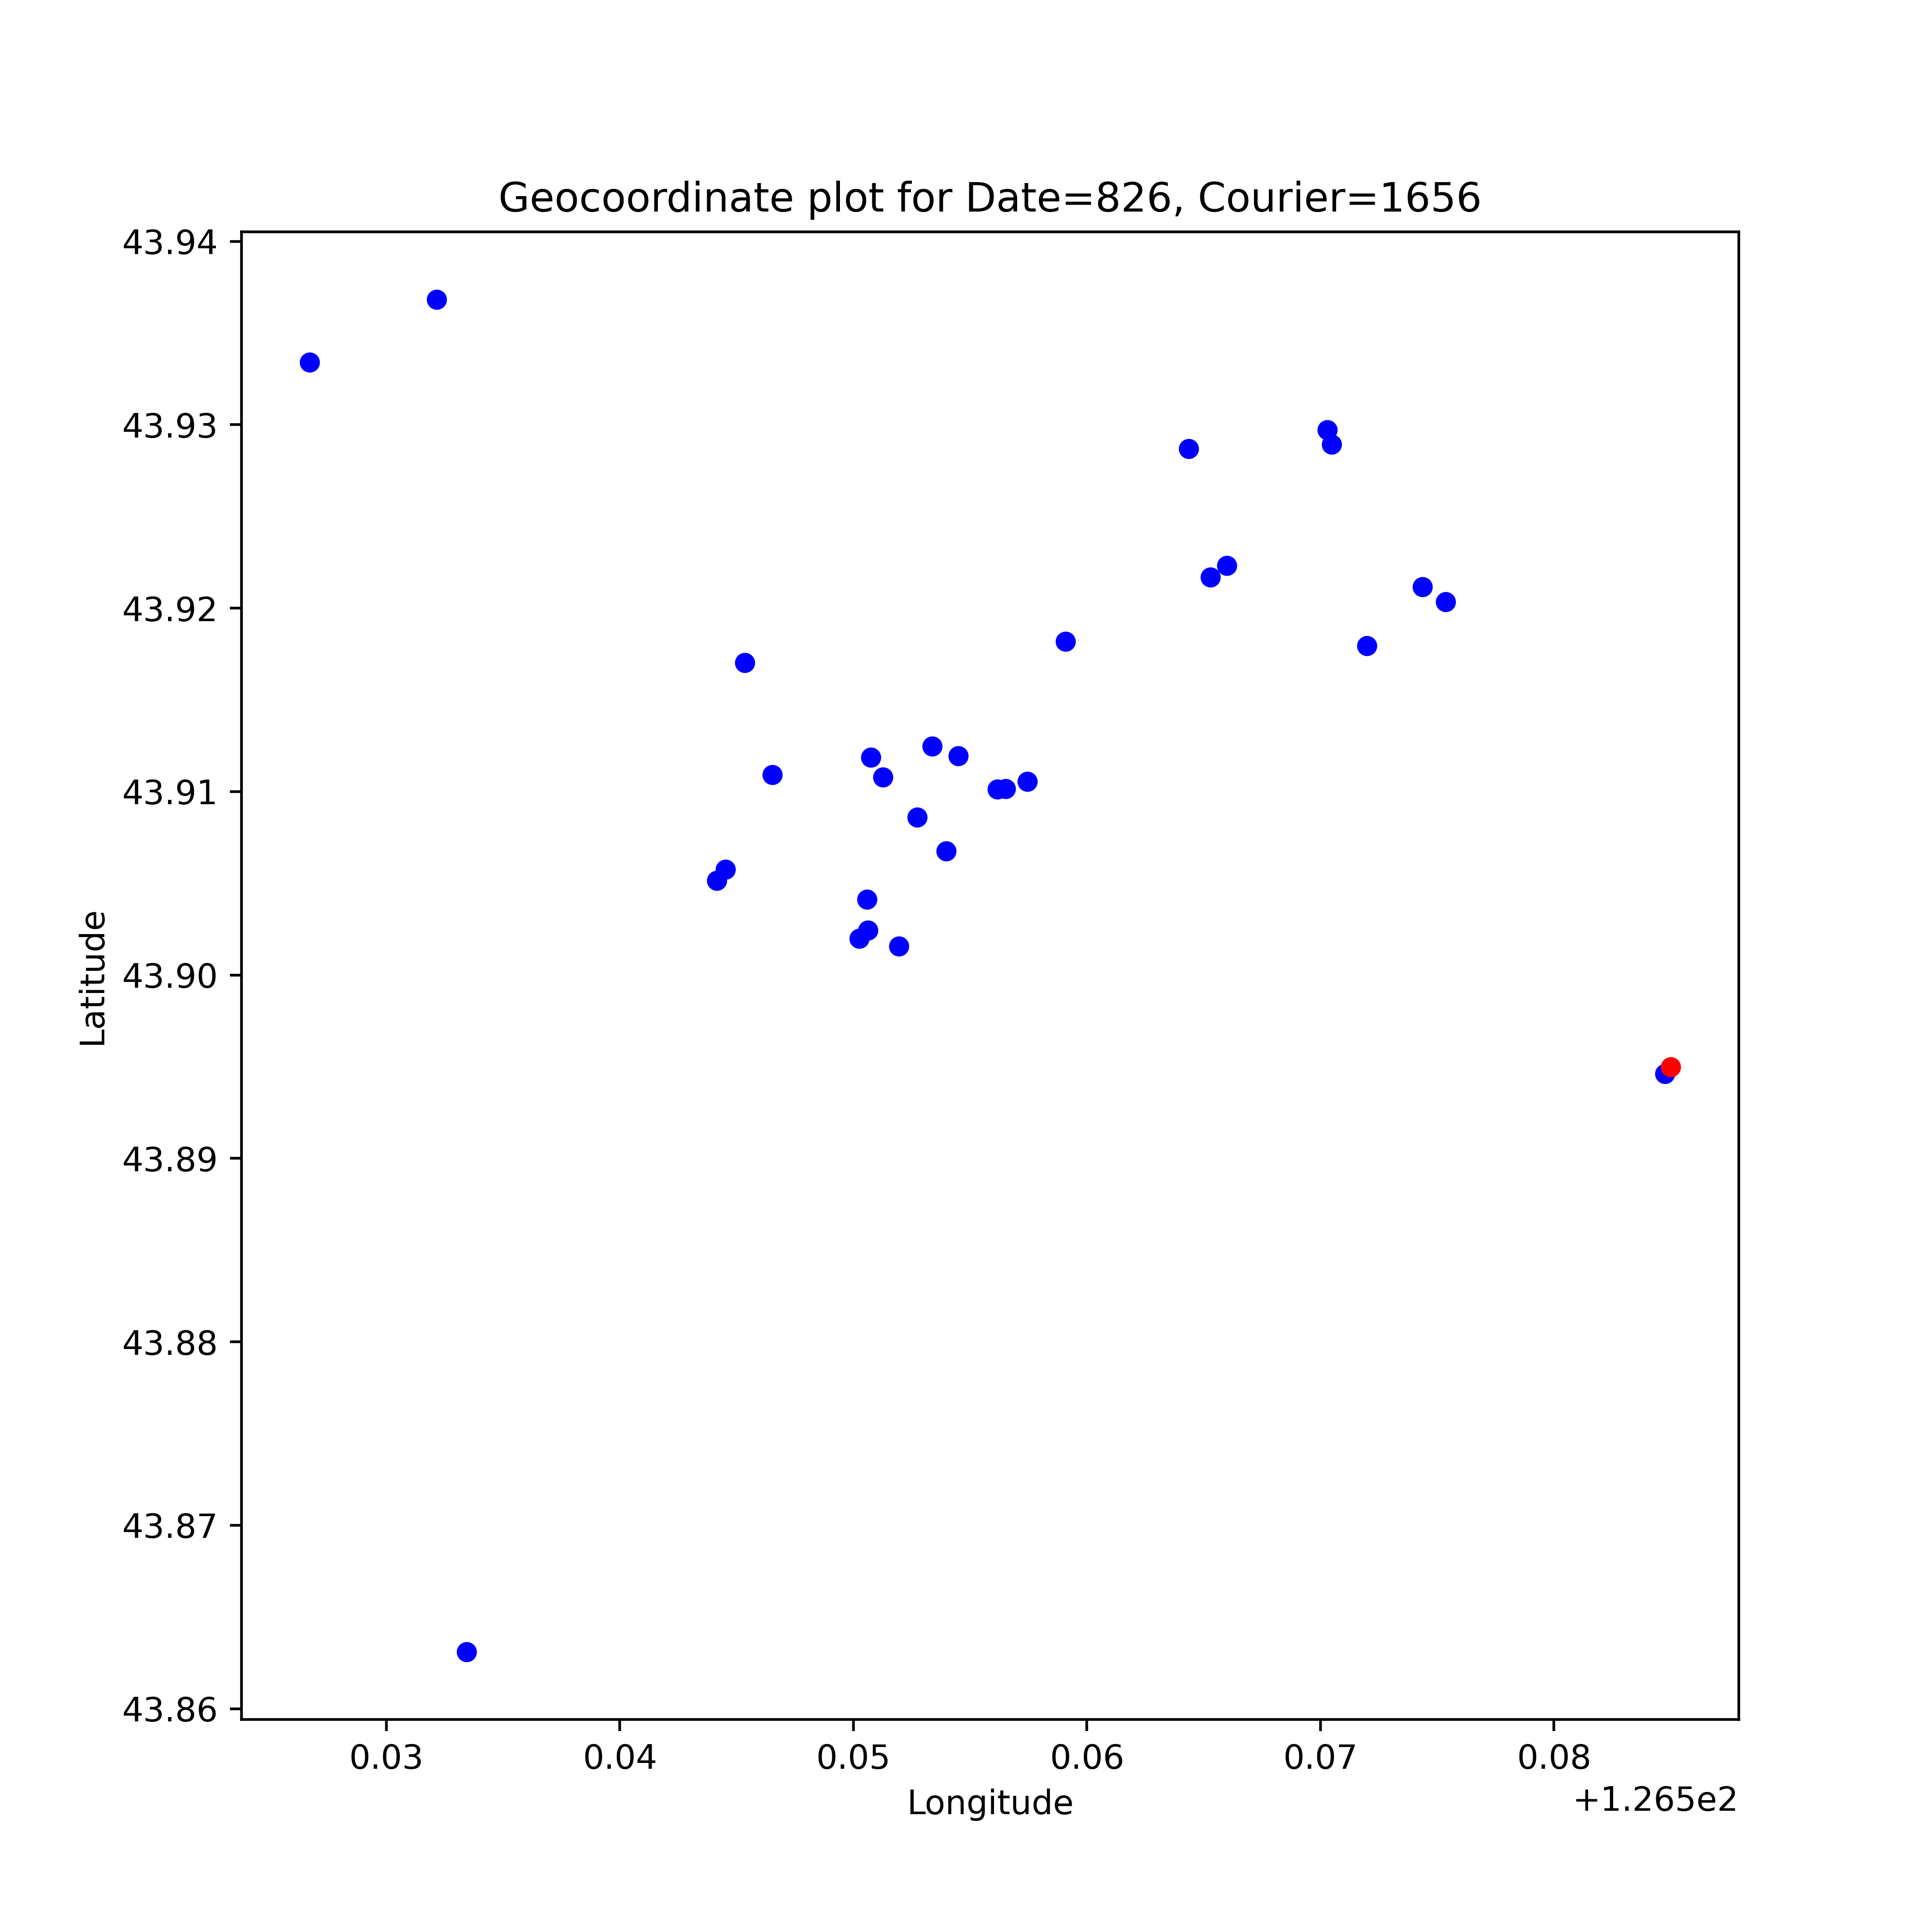 Geocoordinate plot for Date=826, Courier=1656
43.94
43.93
43.92
43.91
43.90
43.89
43.88
43.87
43.86
Latitude
0.03 0.04 0.05 0.06 0.07 0.08
+1.265e2
Longitude